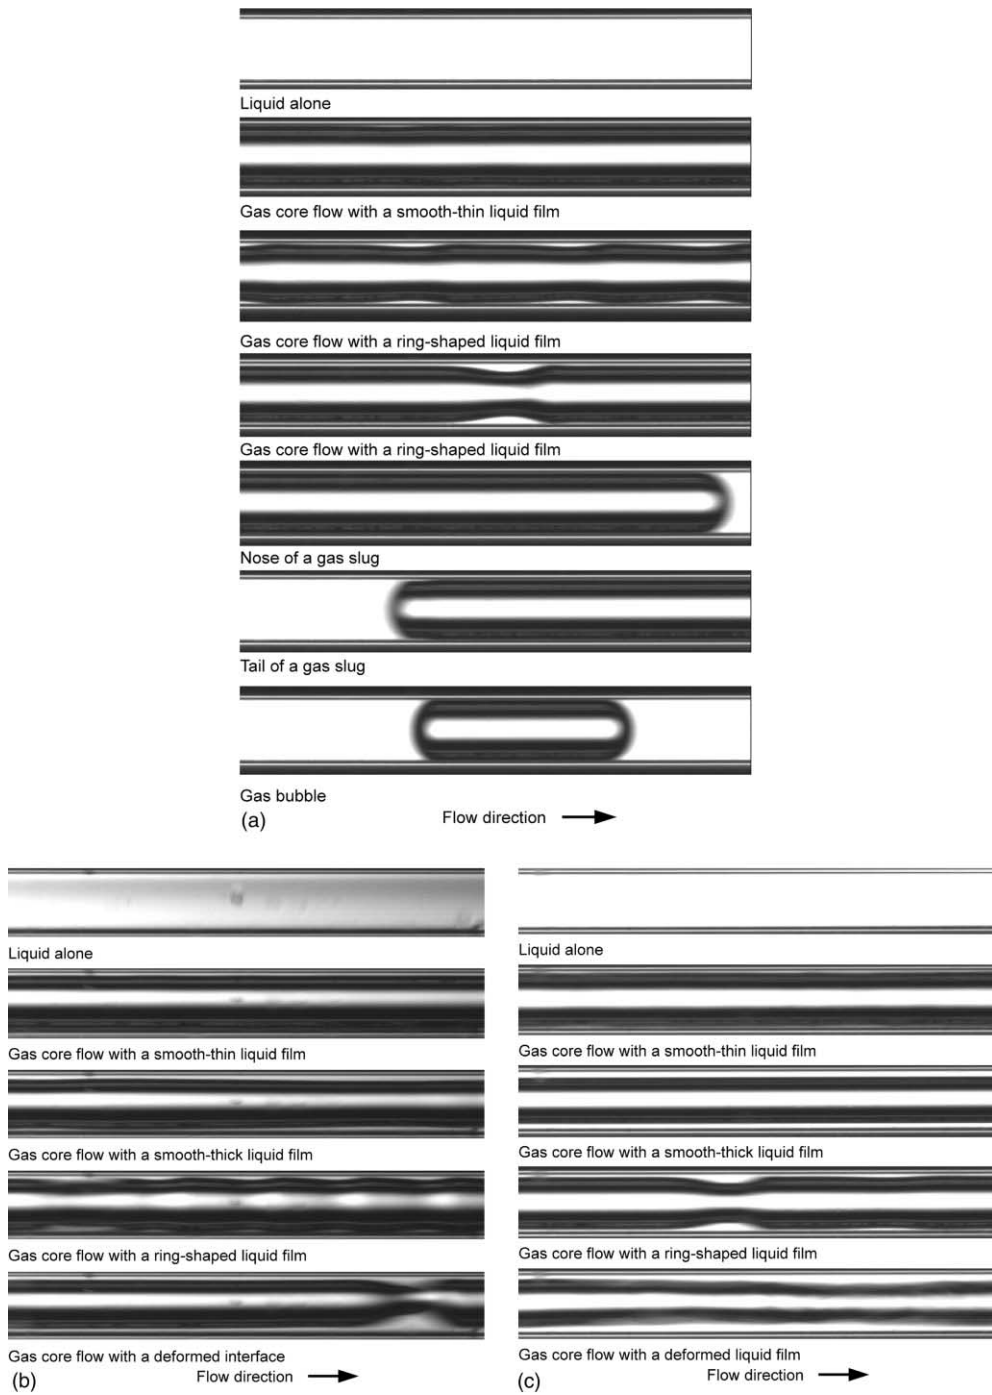 Liquid alone
Gas core flow with a smooth-thin liquid film
Gas core flow with a ring-shaped liquid film
Gas core flow with a ring-shaped liquid film
Nose of a gas slug
Tail of a gas slug
Gas bubble
(a)
Flow direction
Liquid alone
Gas core flow with a smooth-thin liquid film
Gas core flow with a smooth-thick liquid film
Gas core flow with a ring-shaped liquid film
Gas core flow with a deformed interface
(b)
Flow direction
Liquid alone
Gas core flow with a smooth-thin liquid film
Gas core flow with a smooth-thick liquid film
Gas core flow with a ring-shaped liquid film
Gas core flow with a deformed liquid film
(c)
Flow direction